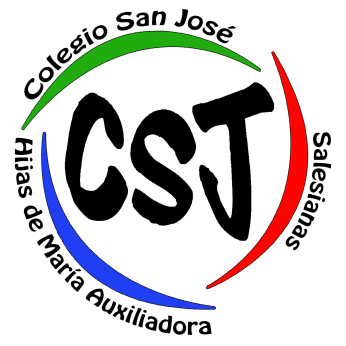 Colegio San José
CSJ
Salesianas
Hijas de María Auxiliadora